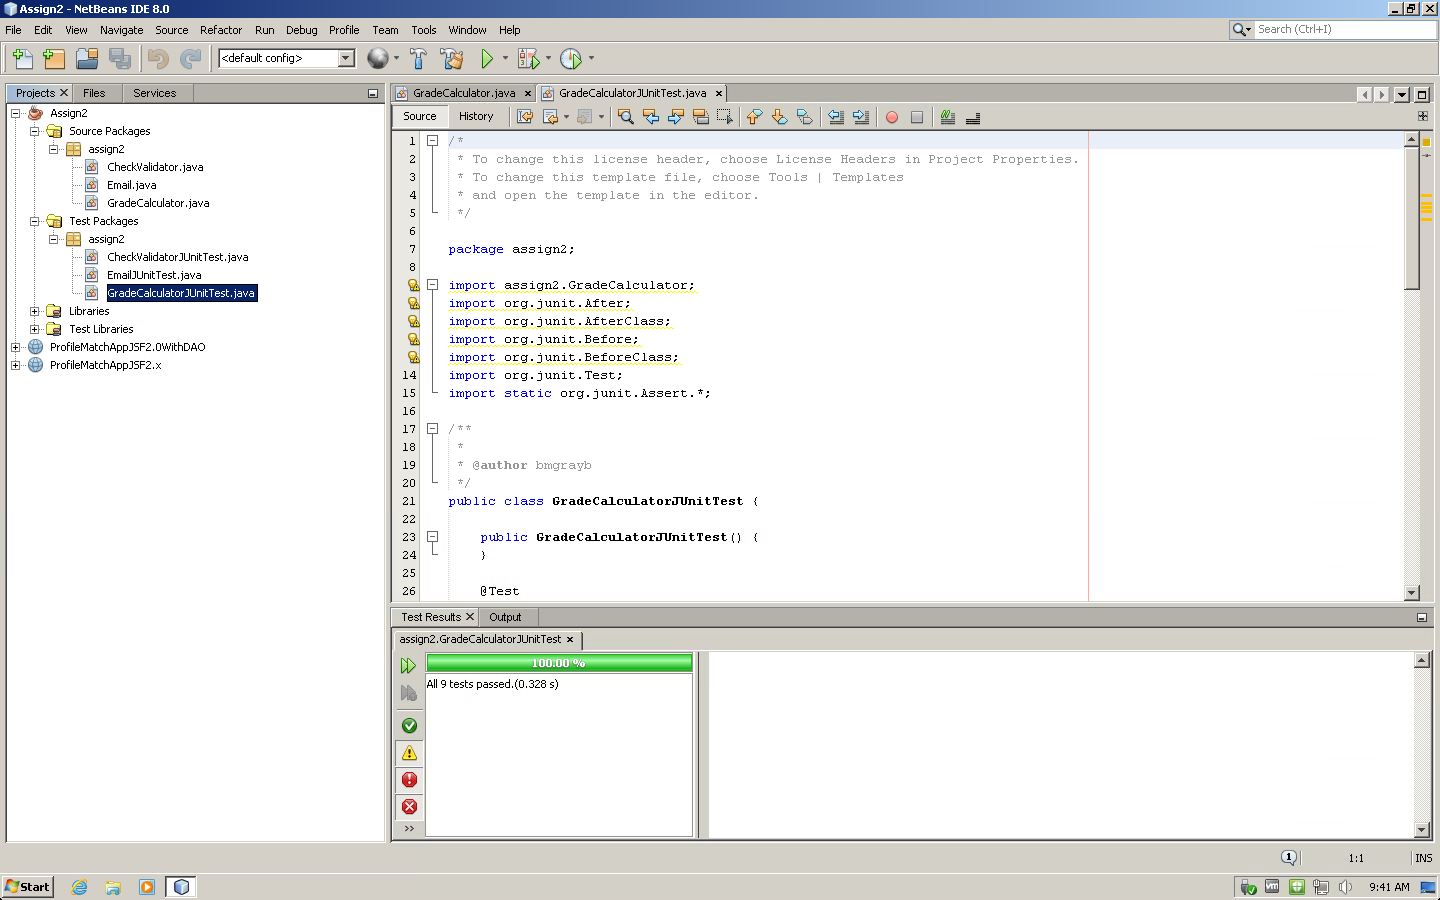 Assign2 - NetBeans IDE 8.0
File Edit View Navigate Source Refactor Run Debug Profile Team Tools Window Help
Search (Ctrl+I)
<default config>
Projects Files Services
Assign2
Source Packages
assign2
CheckValidator.java
Email.java
GradeCalculator.java
Test Packages
assign2
CheckValidatorJUnitTest.java
EmailJUnitTest.java
GradeCalculatorJUnitTest.java
Libraries
Test Libraries
ProfileMatchAppJSF2.0WithDAO
ProfileMatchAppJSF2.x
GradeCalculator.java GradeCalculatorJUnitTest.java
Source History
1 /*
2 * To change this license header, choose License Headers in Project Properties.
3 * To change this template file, choose Tools | Templates
4 * and open the template in the editor.
5 */
6
7 package assign2;
8
import assign2.GradeCalculator;
import org.junit.After;
import org.junit.AfterClass;
import org.junit.Before;
import org.junit.BeforeClass;
14 import org.junit.Test;
15 import static org.junit.Assert.*;
16
17 /**
18 *
19 * @author bmgrayb
20 */
21 public class GradeCalculatorJUnitTest {
22
23 public GradeCalculatorJUnitTest() {
24 }
25
26 @Test
Test Results Output
assign2.GradeCalculatorJUnitTest
100.00 %
All 9 tests passed.(0.328 s)
1 1:1 INS
Start
vm
9:41 AM